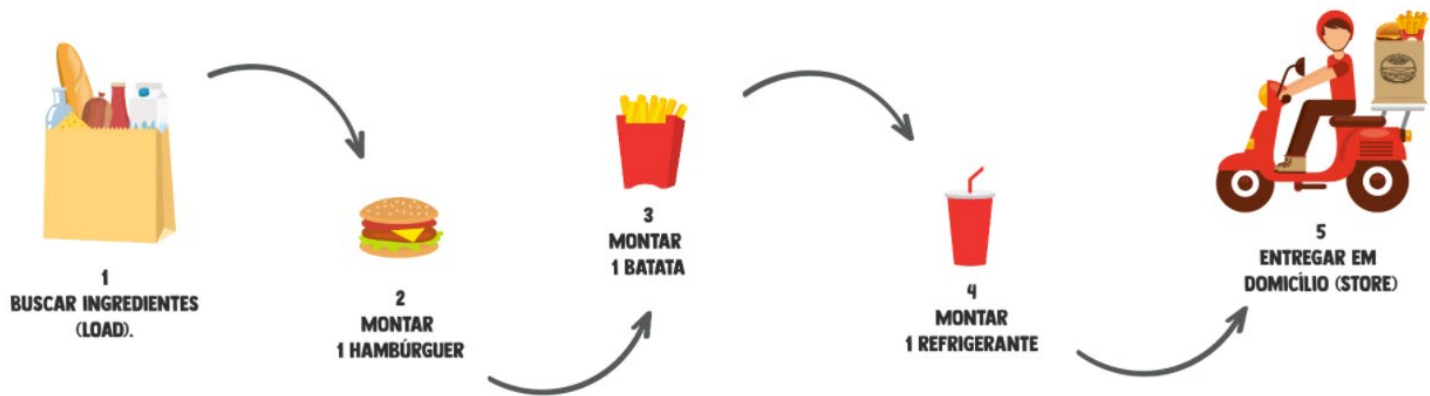 1
BUSCAR INGREDIENTES
(LOAD).
2
MONTAR
1 HAMBÚRGUER
3
MONTAR
1 BATATA
4
MONTAR
1 REFRIGERANTE
5
ENTREGAR EM
DOMICÍLIO (STORE)